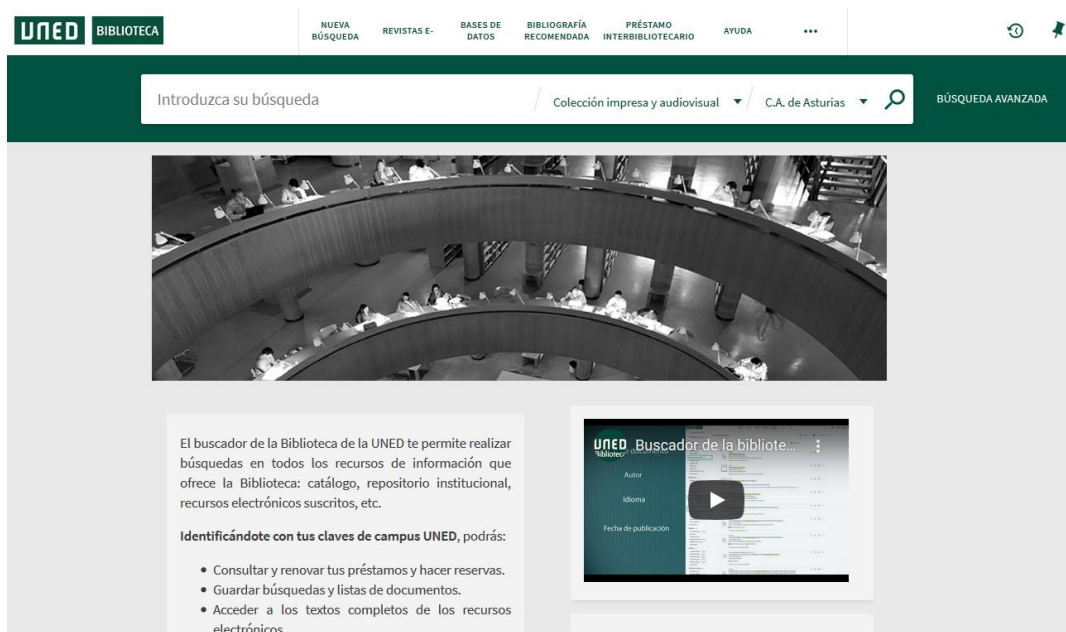 UNED BIBLIOTECA
NUEVA
BÚSQUEDA
REVISTAS E-
BASES DE
DATOS
BIBLIOGRAFÍA
RECOMENDADA
PRÉSTAMO
INTERBIBLIOTECARIO
AYUDA
Introduzca su búsqueda
Colección impresa y audiovisual
C.A. de Asturias
BÚSQUEDA AVANZADA
El buscador de la Biblioteca de la UNED te permite realizar
búsquedas en todos los recursos de información que
ofrece la Biblioteca: catálogo, repositorio institucional,
recursos electrónicos suscritos, etc.
Identificándote con tus claves de campus UNED, podrás:
• Consultar y renovar tus préstamos y hacer reservas.
• Guardar búsquedas y listas de documentos.
• Acceder a los textos completos de los recursos
electrónicos
UNED
Biblioteca
Buscador de la bibliote...
documento
Autor
Idioma
Fecha de publicación